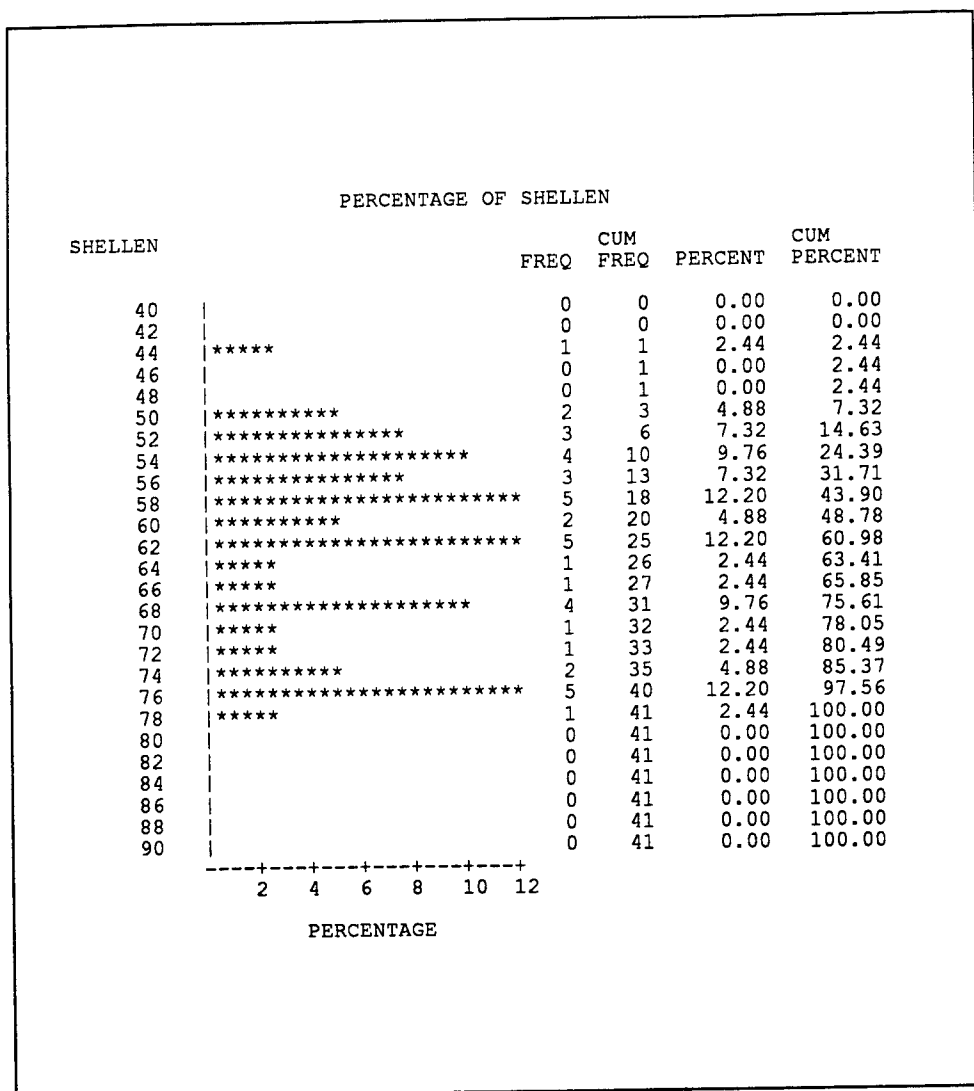 PERCENTAGE OF SHELLEN
SHELLEN FREQ CUM FREQ PERCENT CUM PERCENT
40 | 0 0 0.00 0.00
42 | 0 0 0.00 0.00
44 |***** 1 1 2.44 2.44
46 | 0 1 0.00 2.44
48 | 0 1 0.00 2.44
50 |********** 2 3 4.88 7.32
52 |*************** 3 6 7.32 14.63
54 |******************** 4 10 9.76 24.39
56 |*************** 3 13 7.32 31.71
58 |************************ 5 18 12.20 43.90
60 |********** 2 20 4.88 48.78
62 |************************ 5 25 12.20 60.98
64 |***** 1 26 2.44 63.41
66 |***** 1 27 2.44 65.85
68 |******************** 4 31 9.76 75.61
70 |***** 1 32 2.44 78.05
72 |***** 1 33 2.44 80.49
74 |********** 2 35 4.88 85.37
76 |************************ 5 40 12.20 97.56
78 |***** 1 41 2.44 100.00
80 | 0 41 0.00 100.00
82 | 0 41 0.00 100.00
84 | 0 41 0.00 100.00
86 | 0 41 0.00 100.00
88 | 0 41 0.00 100.00
90 | 0 41 0.00 100.00
----+---+---+---+---+---+
2 4 6 8 10 12
PERCENTAGE